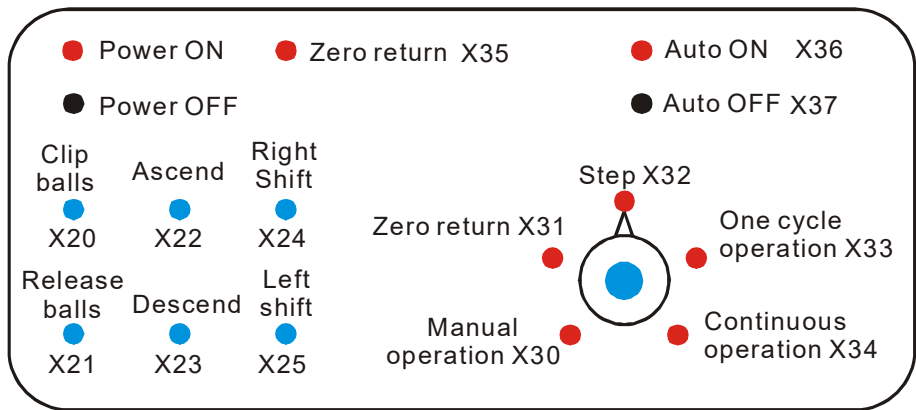 Power ON
Zero return X35
Auto ON X36
Power OFF
Auto OFF X37
Clip
balls
X20
Ascend
X22
Right
Shift
X24
Release
balls
X21
Descend
X23
Left
shift
X25
Step X32
Zero return X31
One cycle
operation X33
Manual
operation X30
Continuous
operation X34